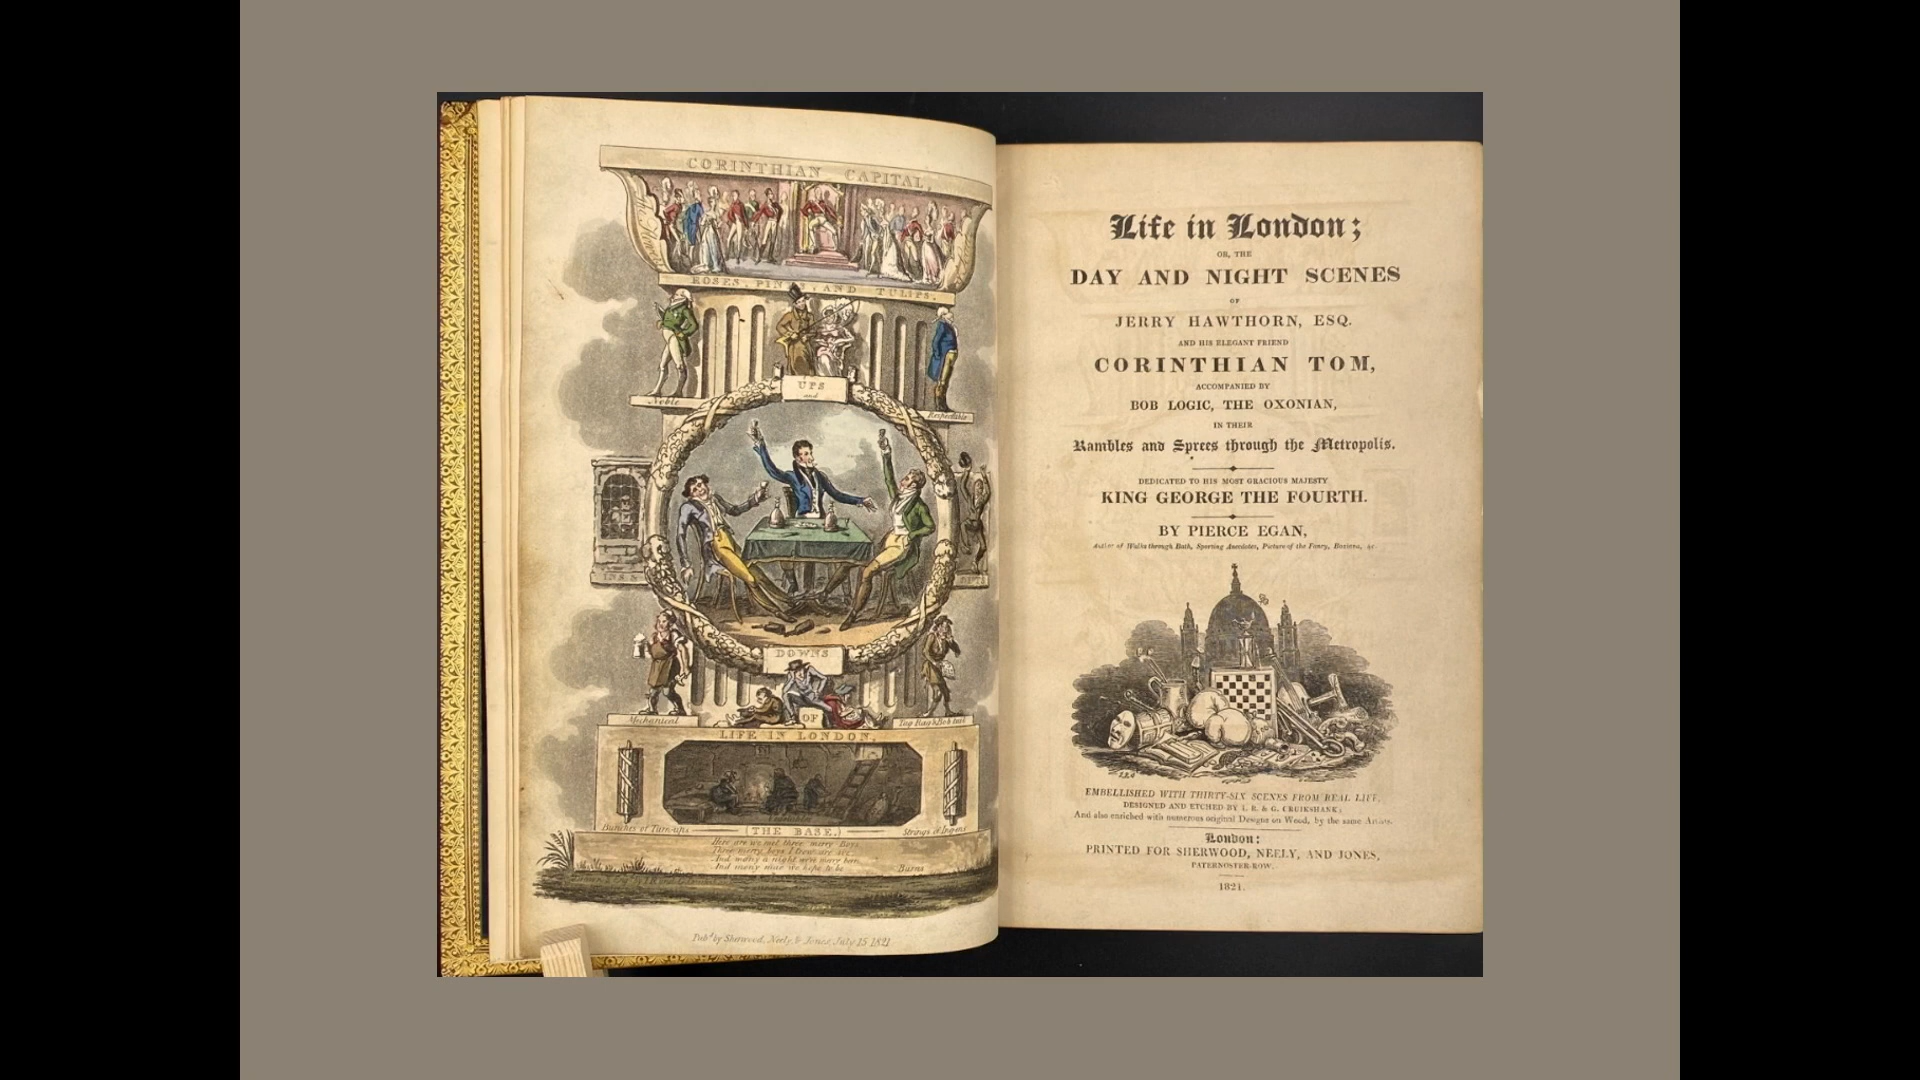 CORINTHIAN CAPITAL,
ROSES, PINKS, AND TULIPS,
Noble
Respectable
UPS
and
INS &
OUTS
DOWNS
Mechanical
OF
Tag Rag & Bob tail
LIFE IN LONDON.
Bunches of Turn-ups
(THE BASE.)
Strings of Ingens
Here are we met three merry Boys,
Three merry boys I trow are we
And mony a night we've merry been,
And mony mae we hope to be
Burns
Pubd. by Sherwood, Neely & Jones, July 15 1821
Life in London;
OR, THE
DAY AND NIGHT SCENES
OF
JERRY HAWTHORN, ESQ.
AND HIS ELEGANT FRIEND
CORINTHIAN TOM,
ACCOMPANIED BY
BOB LOGIC, THE OXONIAN,
IN THEIR
Rambles and Sprees through the Metropolis.
DEDICATED TO HIS MOST GRACIOUS MAJESTY
KING GEORGE THE FOURTH.
BY PIERCE EGAN,
Author of Walks through Bath, Sporting Anecdotes, Picture of the Fancy, Boxiana, &c.
EMBELLISHED WITH THIRTY-SIX SCENES FROM REAL LIFE,
DESIGNED AND ETCHED BY I. R. & G. CRUIKSHANK;
And also enriched with numerous original Designs on Wood, by the same Artists.
London:
PRINTED FOR SHERWOOD, NEELY, AND JONES,
PATERNOSTER-ROW.
1821.